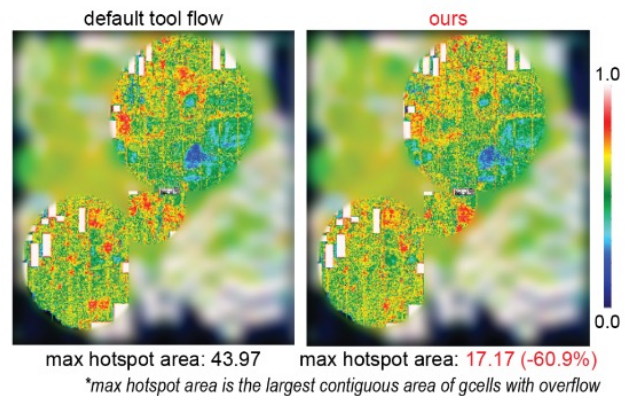 default tool flow
ours
1.0
0.0
max hotspot area: 43.97
max hotspot area: 17.17 (-60.9%)
*max hotspot area is the largest contiguous area of gcells with overflow